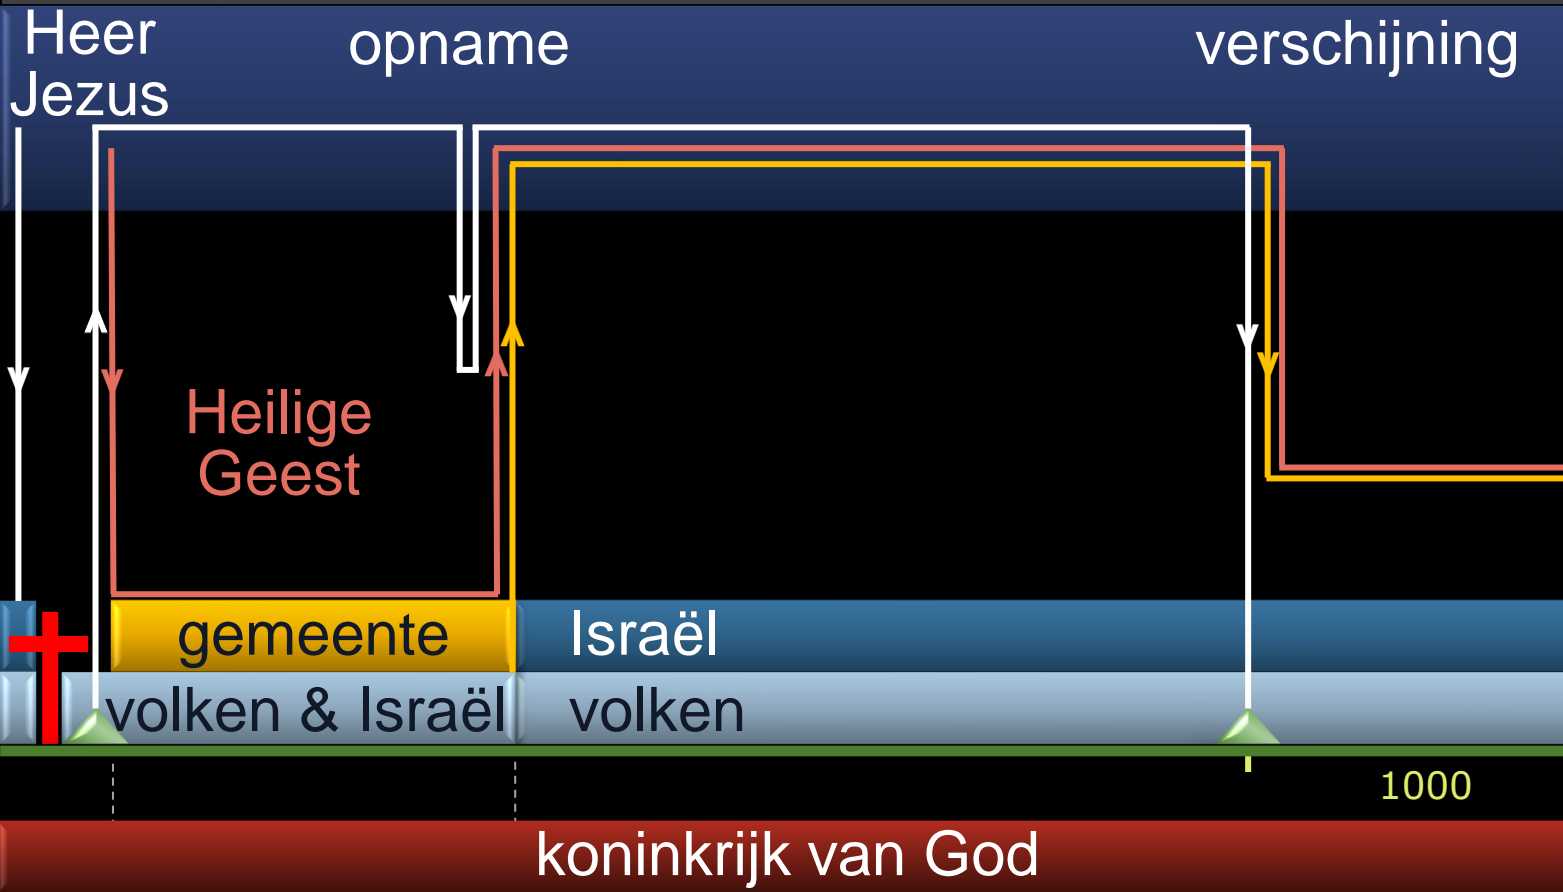 Heer
Jezus
opname
verschijning
Heilige
Geest
gemeente
Israël
volken & Israël
volken
1000
koninkrijk van God